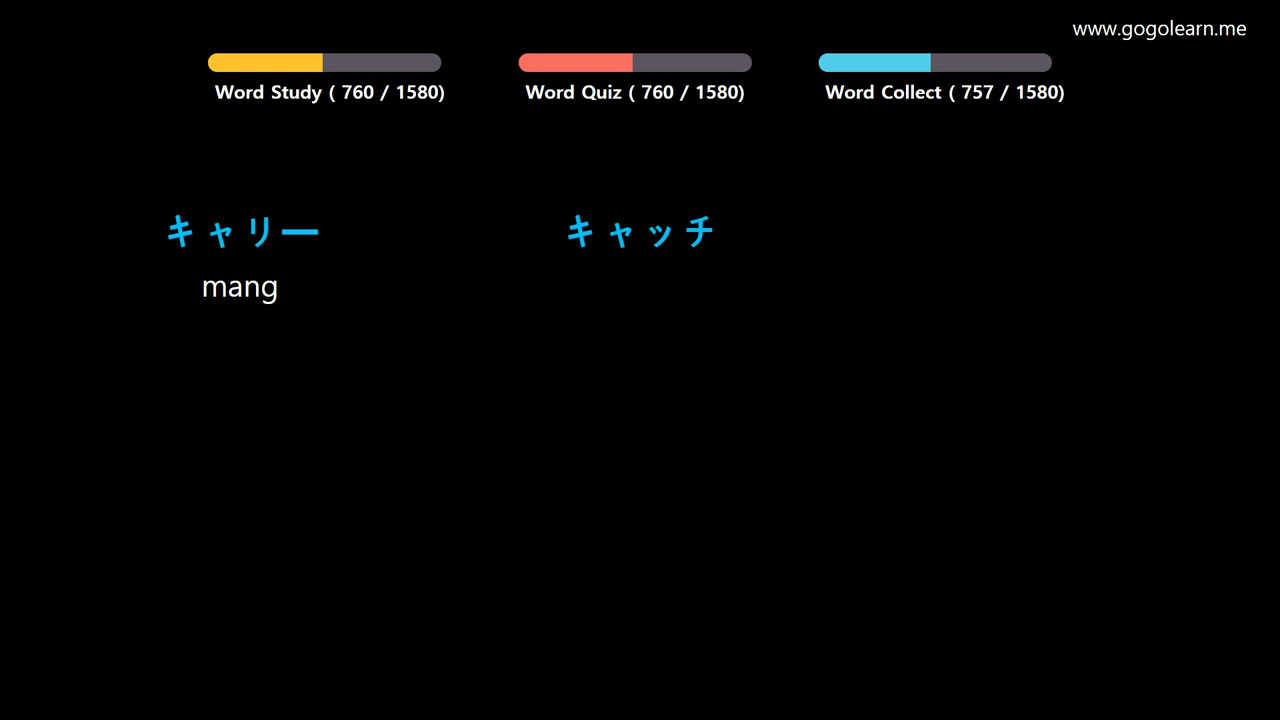 www.gogolearn.me
Word Study ( 760 / 1580)
Word Quiz ( 760 / 1580)
Word Collect ( 757 / 1580)
キャリー
キャッチ
mang